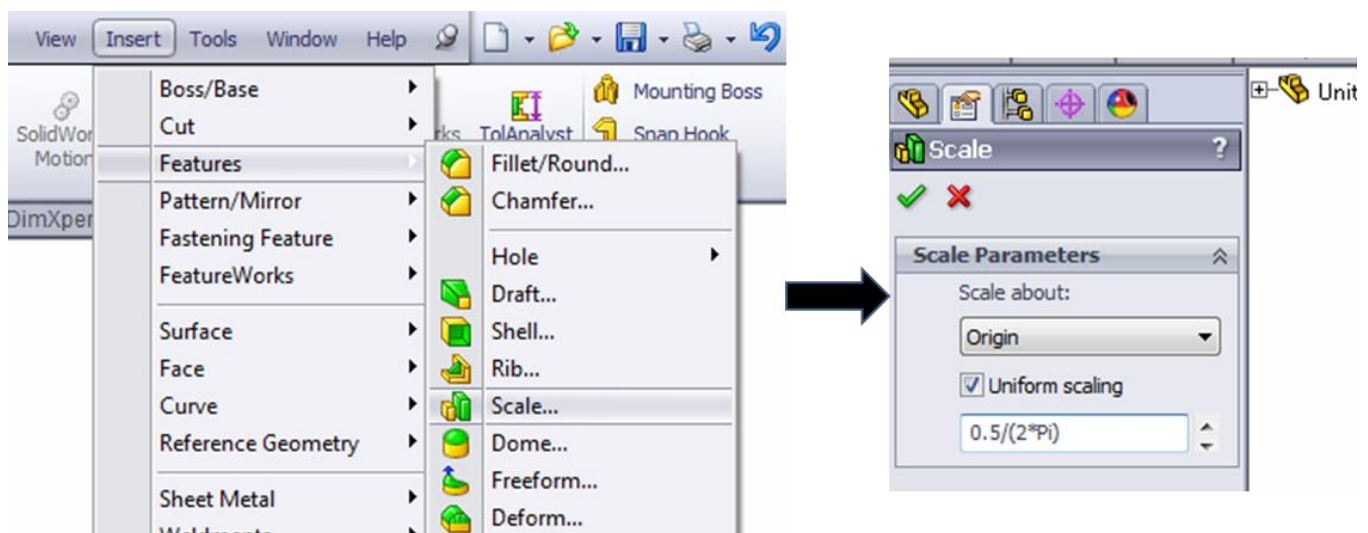 View Insert Tools Window Help
Boss/Base
Cut
Features
Pattern/Mirror
Fastening Feature
FeatureWorks
Surface
Face
Curve
Reference Geometry
Sheet Metal
Weldments
SolidWor
Motion
DimXper
rks
TolAnalyst
Mounting Boss
Snap Hook
Fillet/Round...
Chamfer...
Hole
Draft...
Shell...
Rib...
Scale...
Dome...
Freeform...
Deform...
Unit
Scale ?
Scale Parameters
Scale about:
Origin
Uniform scaling
0.5/(2*Pi)